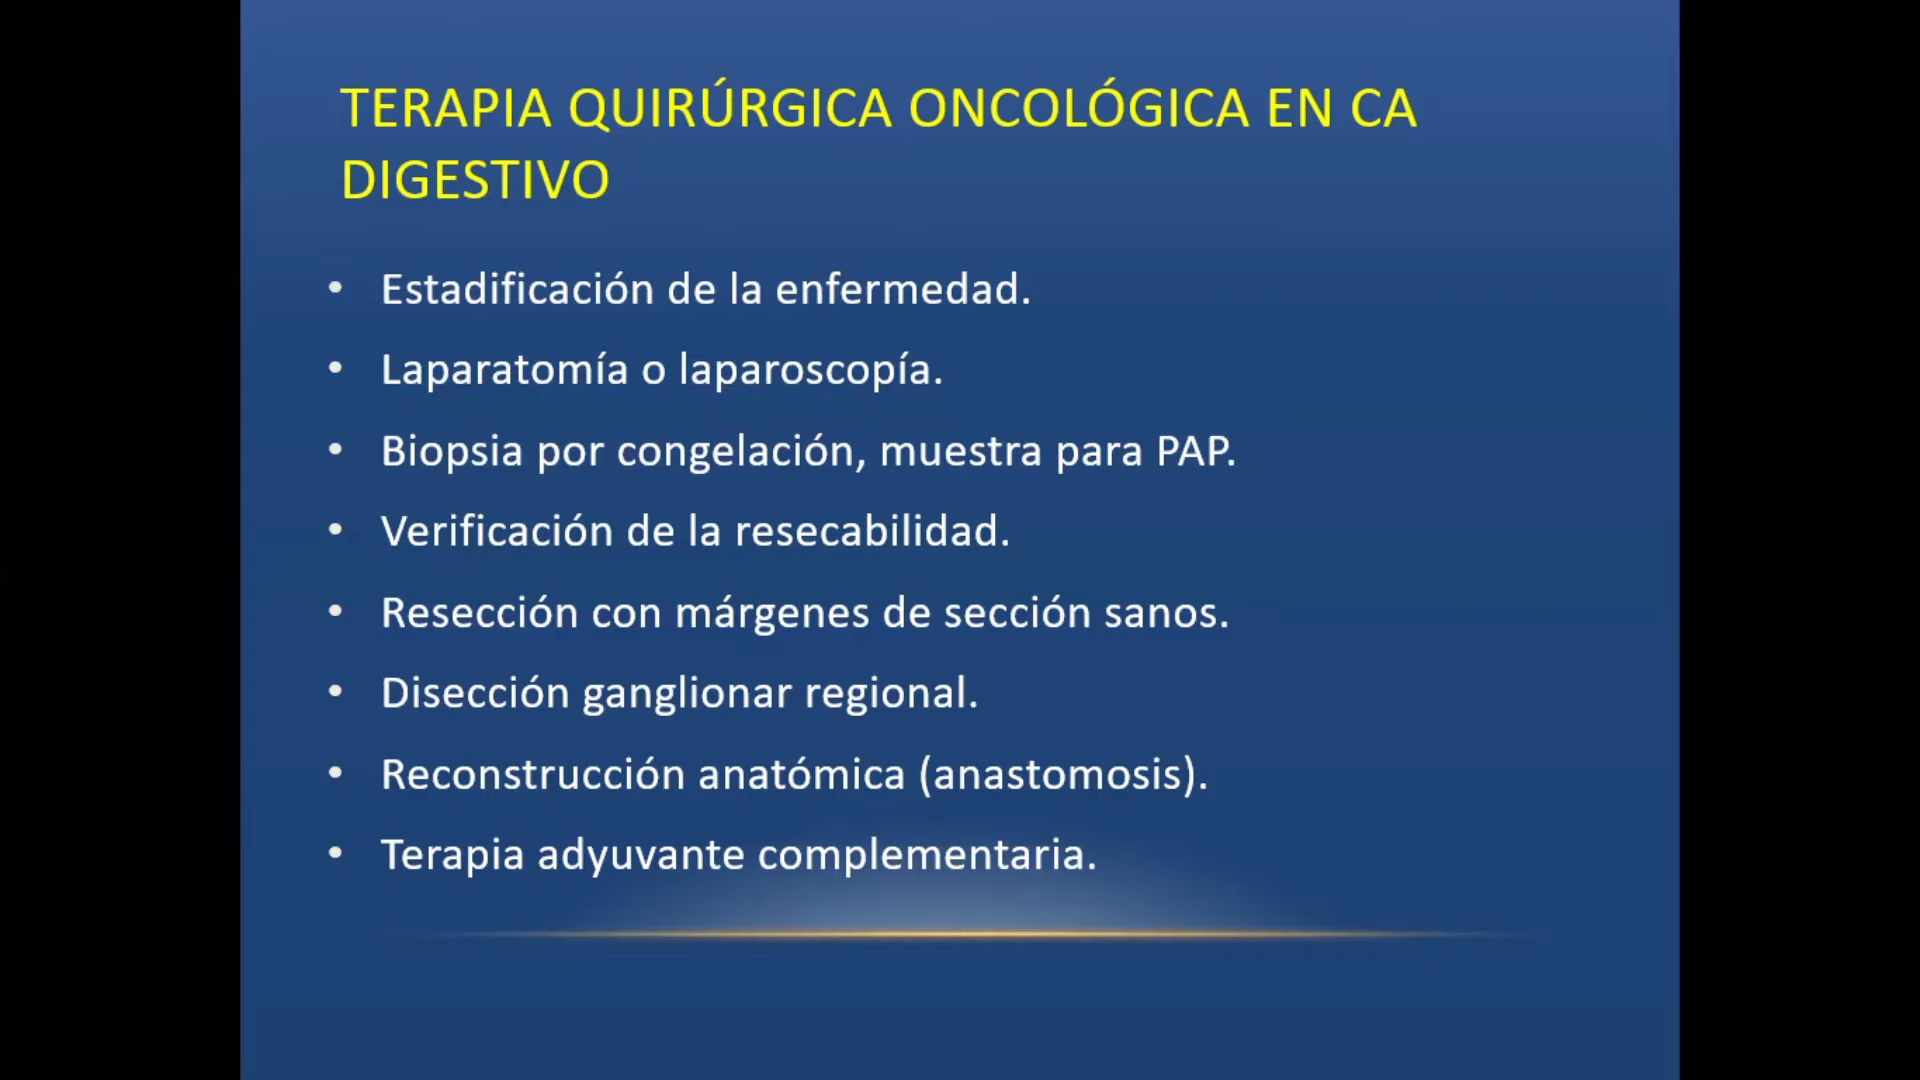 TERAPIA QUIRÚRGICA ONCOLÓGICA EN CA
DIGESTIVO
• Estadificación de la enfermedad.
• Laparatomía o laparoscopía.
• Biopsia por congelación, muestra para PAP.
• Verificación de la resecabilidad.
• Resección con márgenes de sección sanos.
• Disección ganglionar regional.
• Reconstrucción anatómica (anastomosis).
• Terapia adyuvante complementaria.